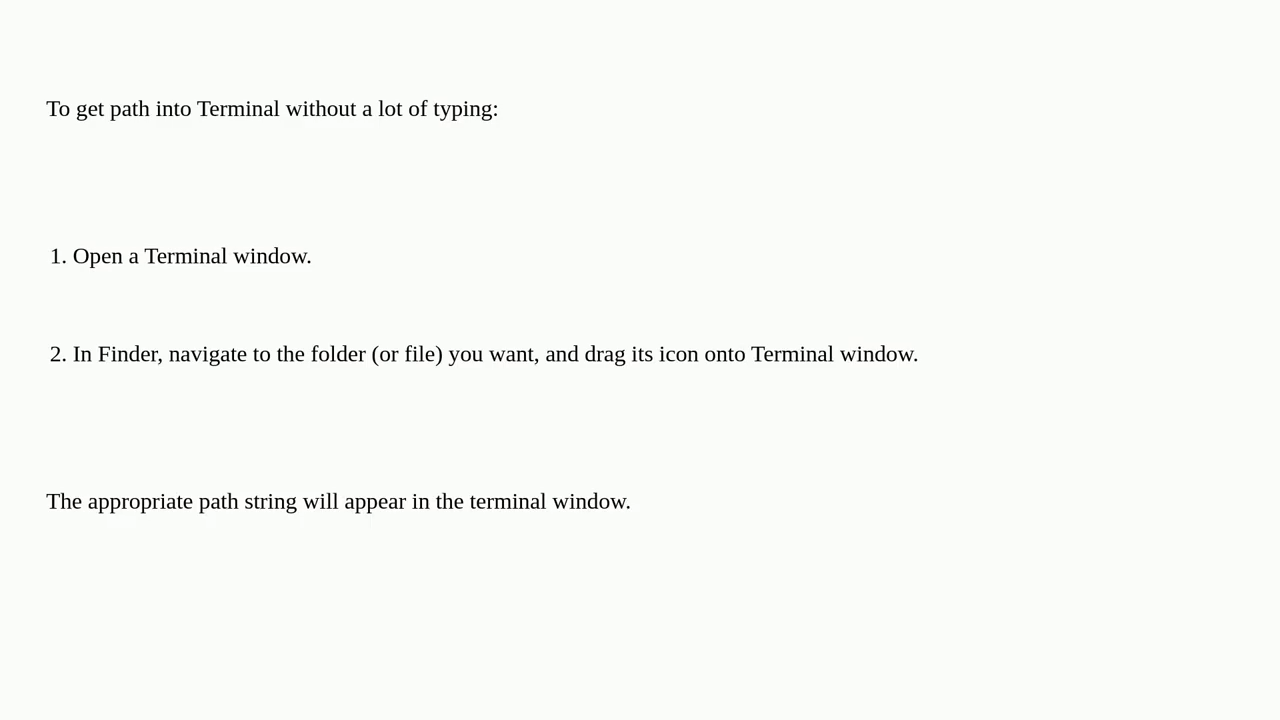 To get path into Terminal without a lot of typing:
1. Open a Terminal window.
2. In Finder, navigate to the folder (or file) you want, and drag its icon onto Terminal window.
The appropriate path string will appear in the terminal window.